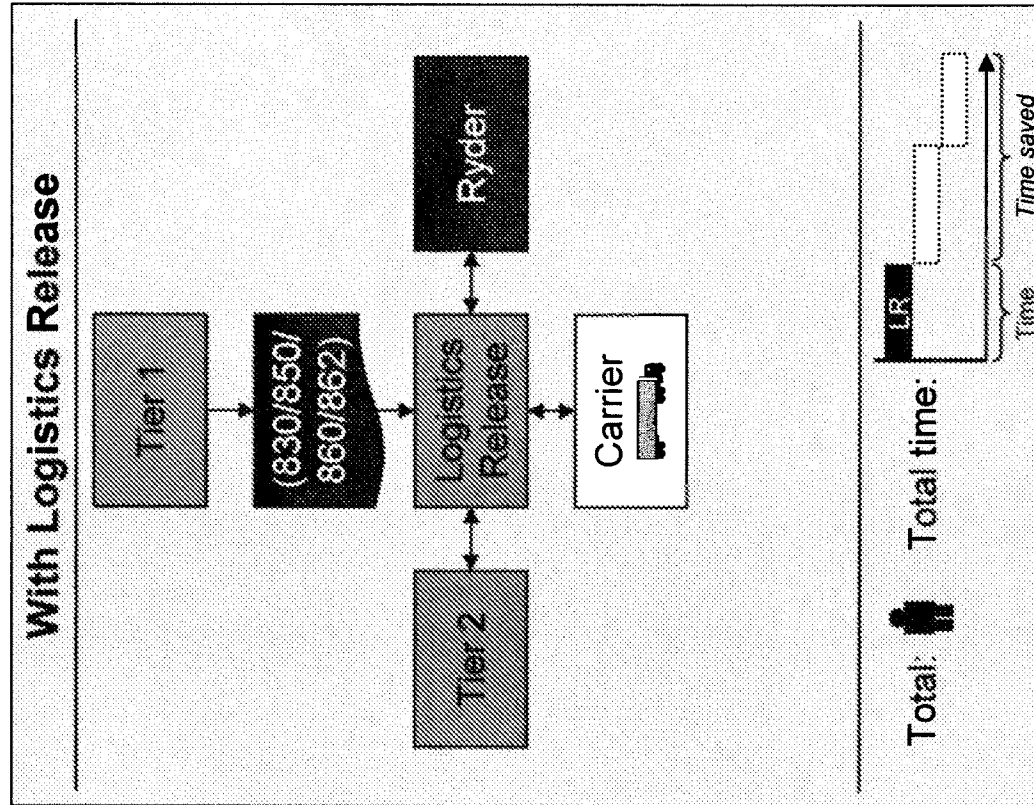 With Logistics Release
Tier 1
(830/850/
860/862)
Tier 2
Logistics
Release
Ryder
Carrier
Total:
Total time:
LR
Time
Time saved